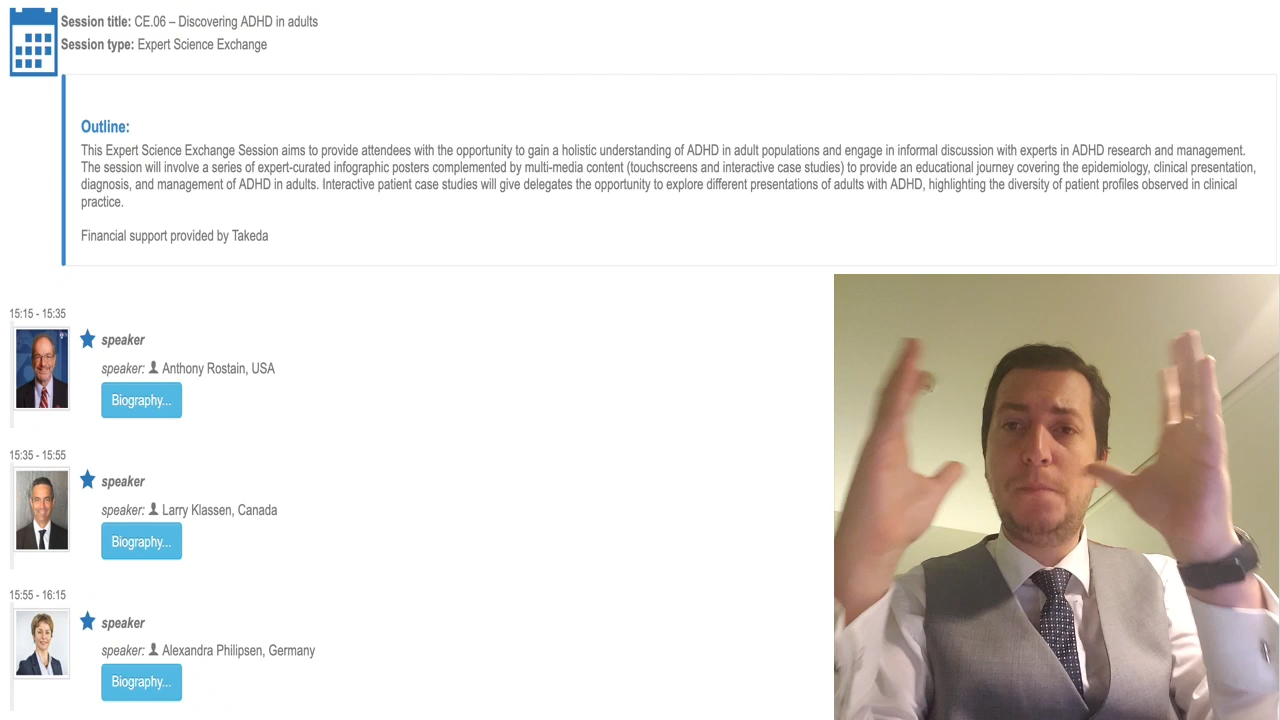 Session title: CE.06 – Discovering ADHD in adults
Session type: Expert Science Exchange
Outline:
This Expert Science Exchange Session aims to provide attendees with the opportunity to gain a holistic understanding of ADHD in adult populations and engage in informal discussion with experts in ADHD research and management.
The session will involve a series of expert-curated infographic posters complemented by multi-media content (touchscreens and interactive case studies) to provide an educational journey covering the epidemiology, clinical presentation,
diagnosis, and management of ADHD in adults. Interactive patient case studies will give delegates the opportunity to explore different presentations of adults with ADHD, highlighting the diversity of patient profiles observed in clinical
practice.
Financial support provided by Takeda
15:15 - 15:35
speaker
speaker: Anthony Rostain, USA
Biography...
15:35 - 15:55
speaker
speaker: Larry Klassen, Canada
Biography...
15:55 - 16:15
speaker
speaker: Alexandra Philipsen, Germany
Biography...